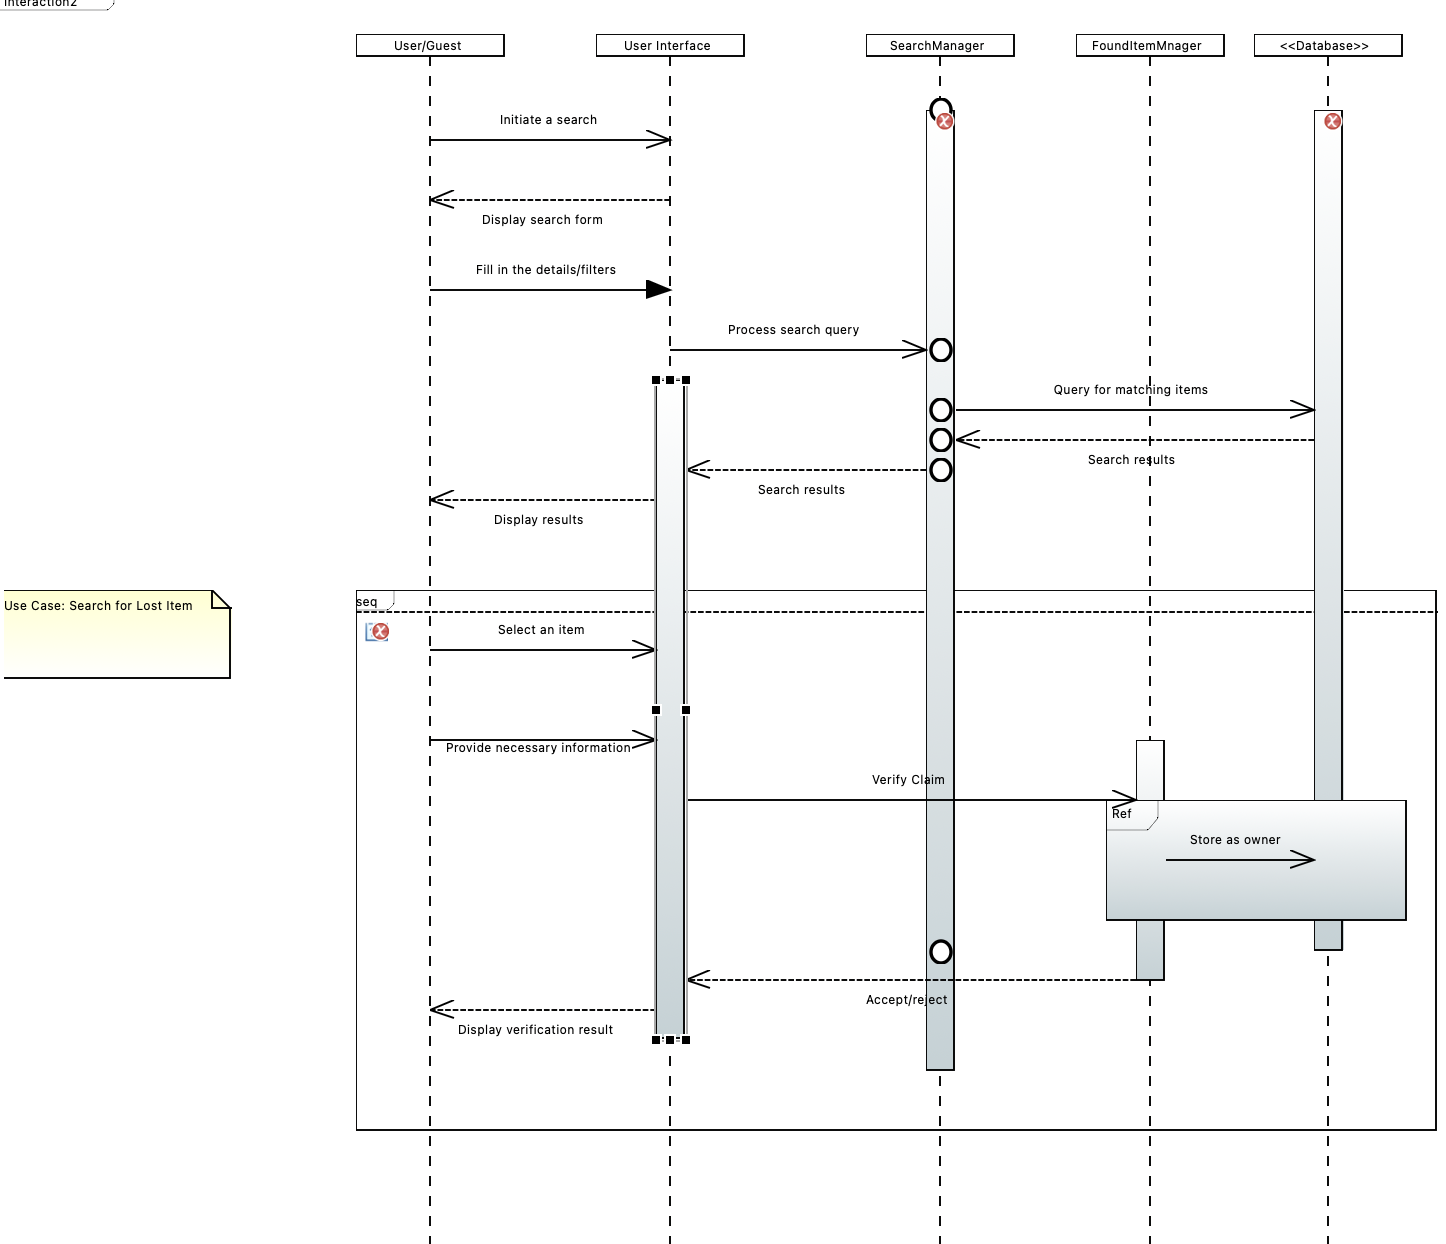 Interaction2
User/Guest
User Interface
SearchManager
FoundItemMnager
<<Database>>
Initiate a search
Display search form
Fill in the details/filters
Process search query
Query for matching items
Search results
Search results
Display results
seq
Use Case: Search for Lost Item
Select an item
Provide necessary information
Verify Claim
Ref
Store as owner
Accept/reject
Display verification result